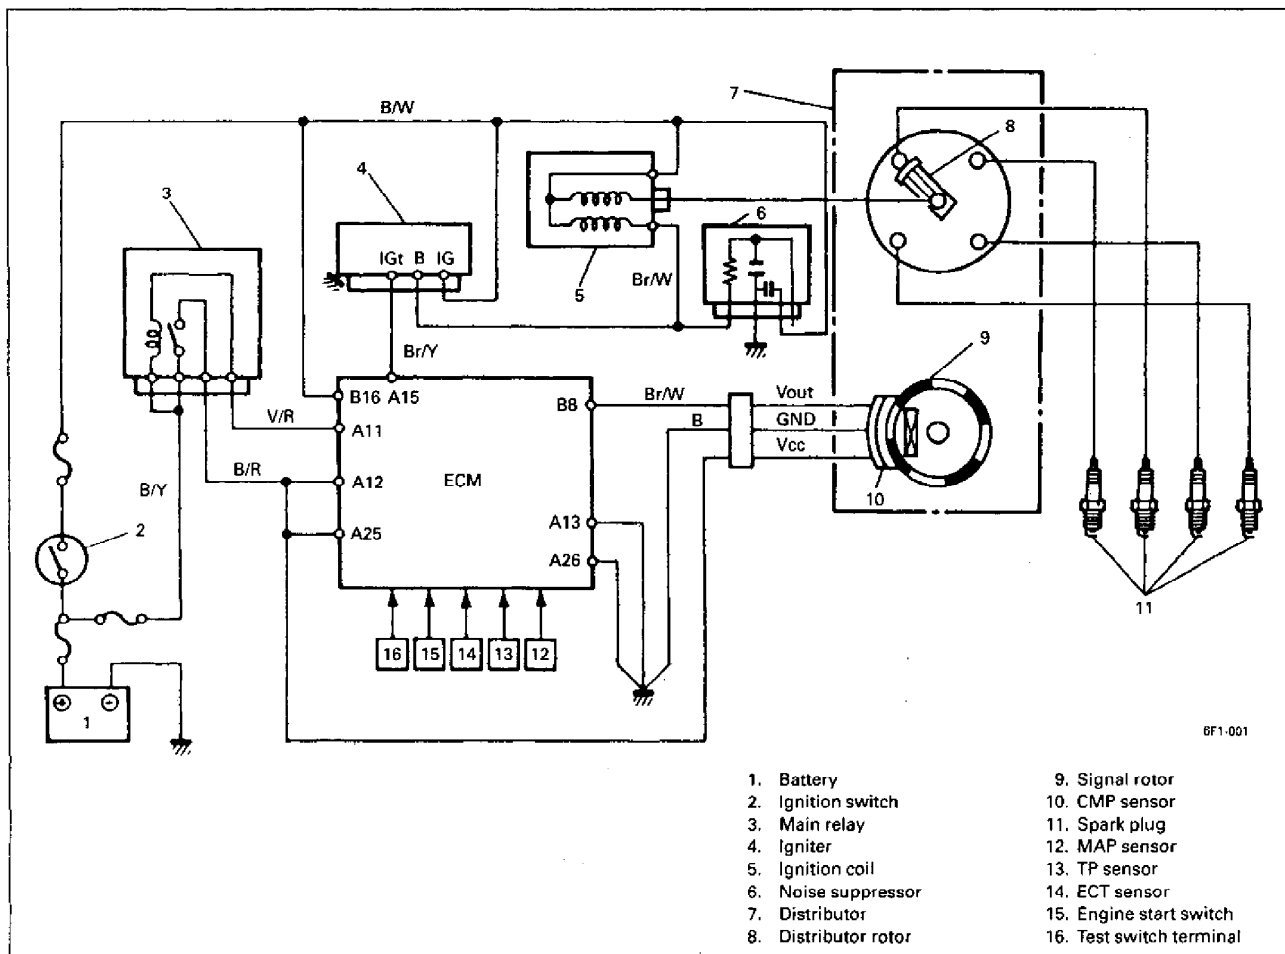 B/W
7
8
3
4
6
IGt B IG
5
Br/W
Br/Y
9
B16 A15
B8
Br/W
Vout
V/R
A11
B
GND
Vcc
B/R
A12
ECM
10
B/Y
2
A25
A13
A26
11
16 15 14 13 12
1
6F1-001
1. Battery
2. Ignition switch
3. Main relay
4. Igniter
5. Ignition coil
6. Noise suppressor
7. Distributor
8. Distributor rotor
9. Signal rotor
10. CMP sensor
11. Spark plug
12. MAP sensor
13. TP sensor
14. ECT sensor
15. Engine start switch
16. Test switch terminal